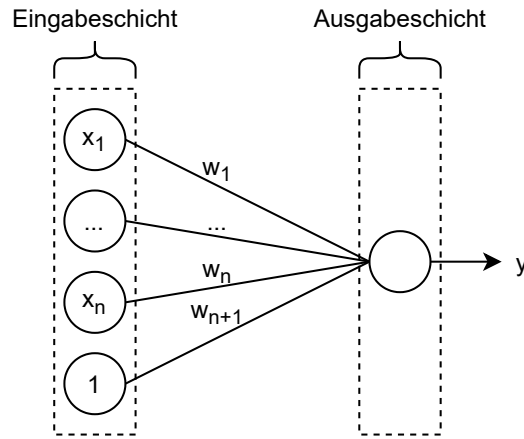 Eingabeschicht
Ausgabeschicht
x1
w1
...
...
xn
wn
wn+1
1
y